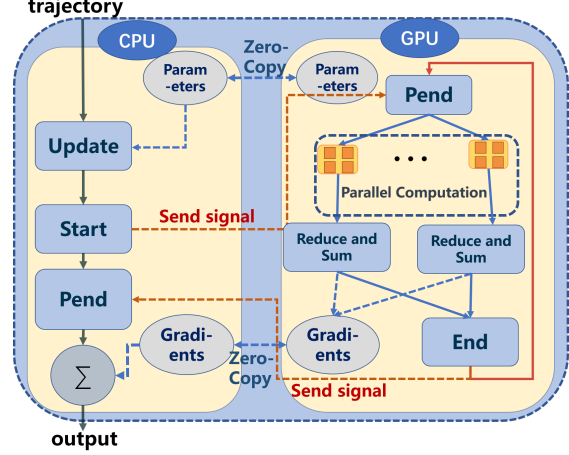 trajectory
CPU
GPU
Zero-
Copy
Param
-eters
Param
-eters
Pend
Update
Parallel Computation
Start
Send signal
Reduce and
Sum
Reduce and
Sum
Pend
Gradi-
ents
Zero-
Copy
Gradi-
ents
End
Σ
Send signal
output